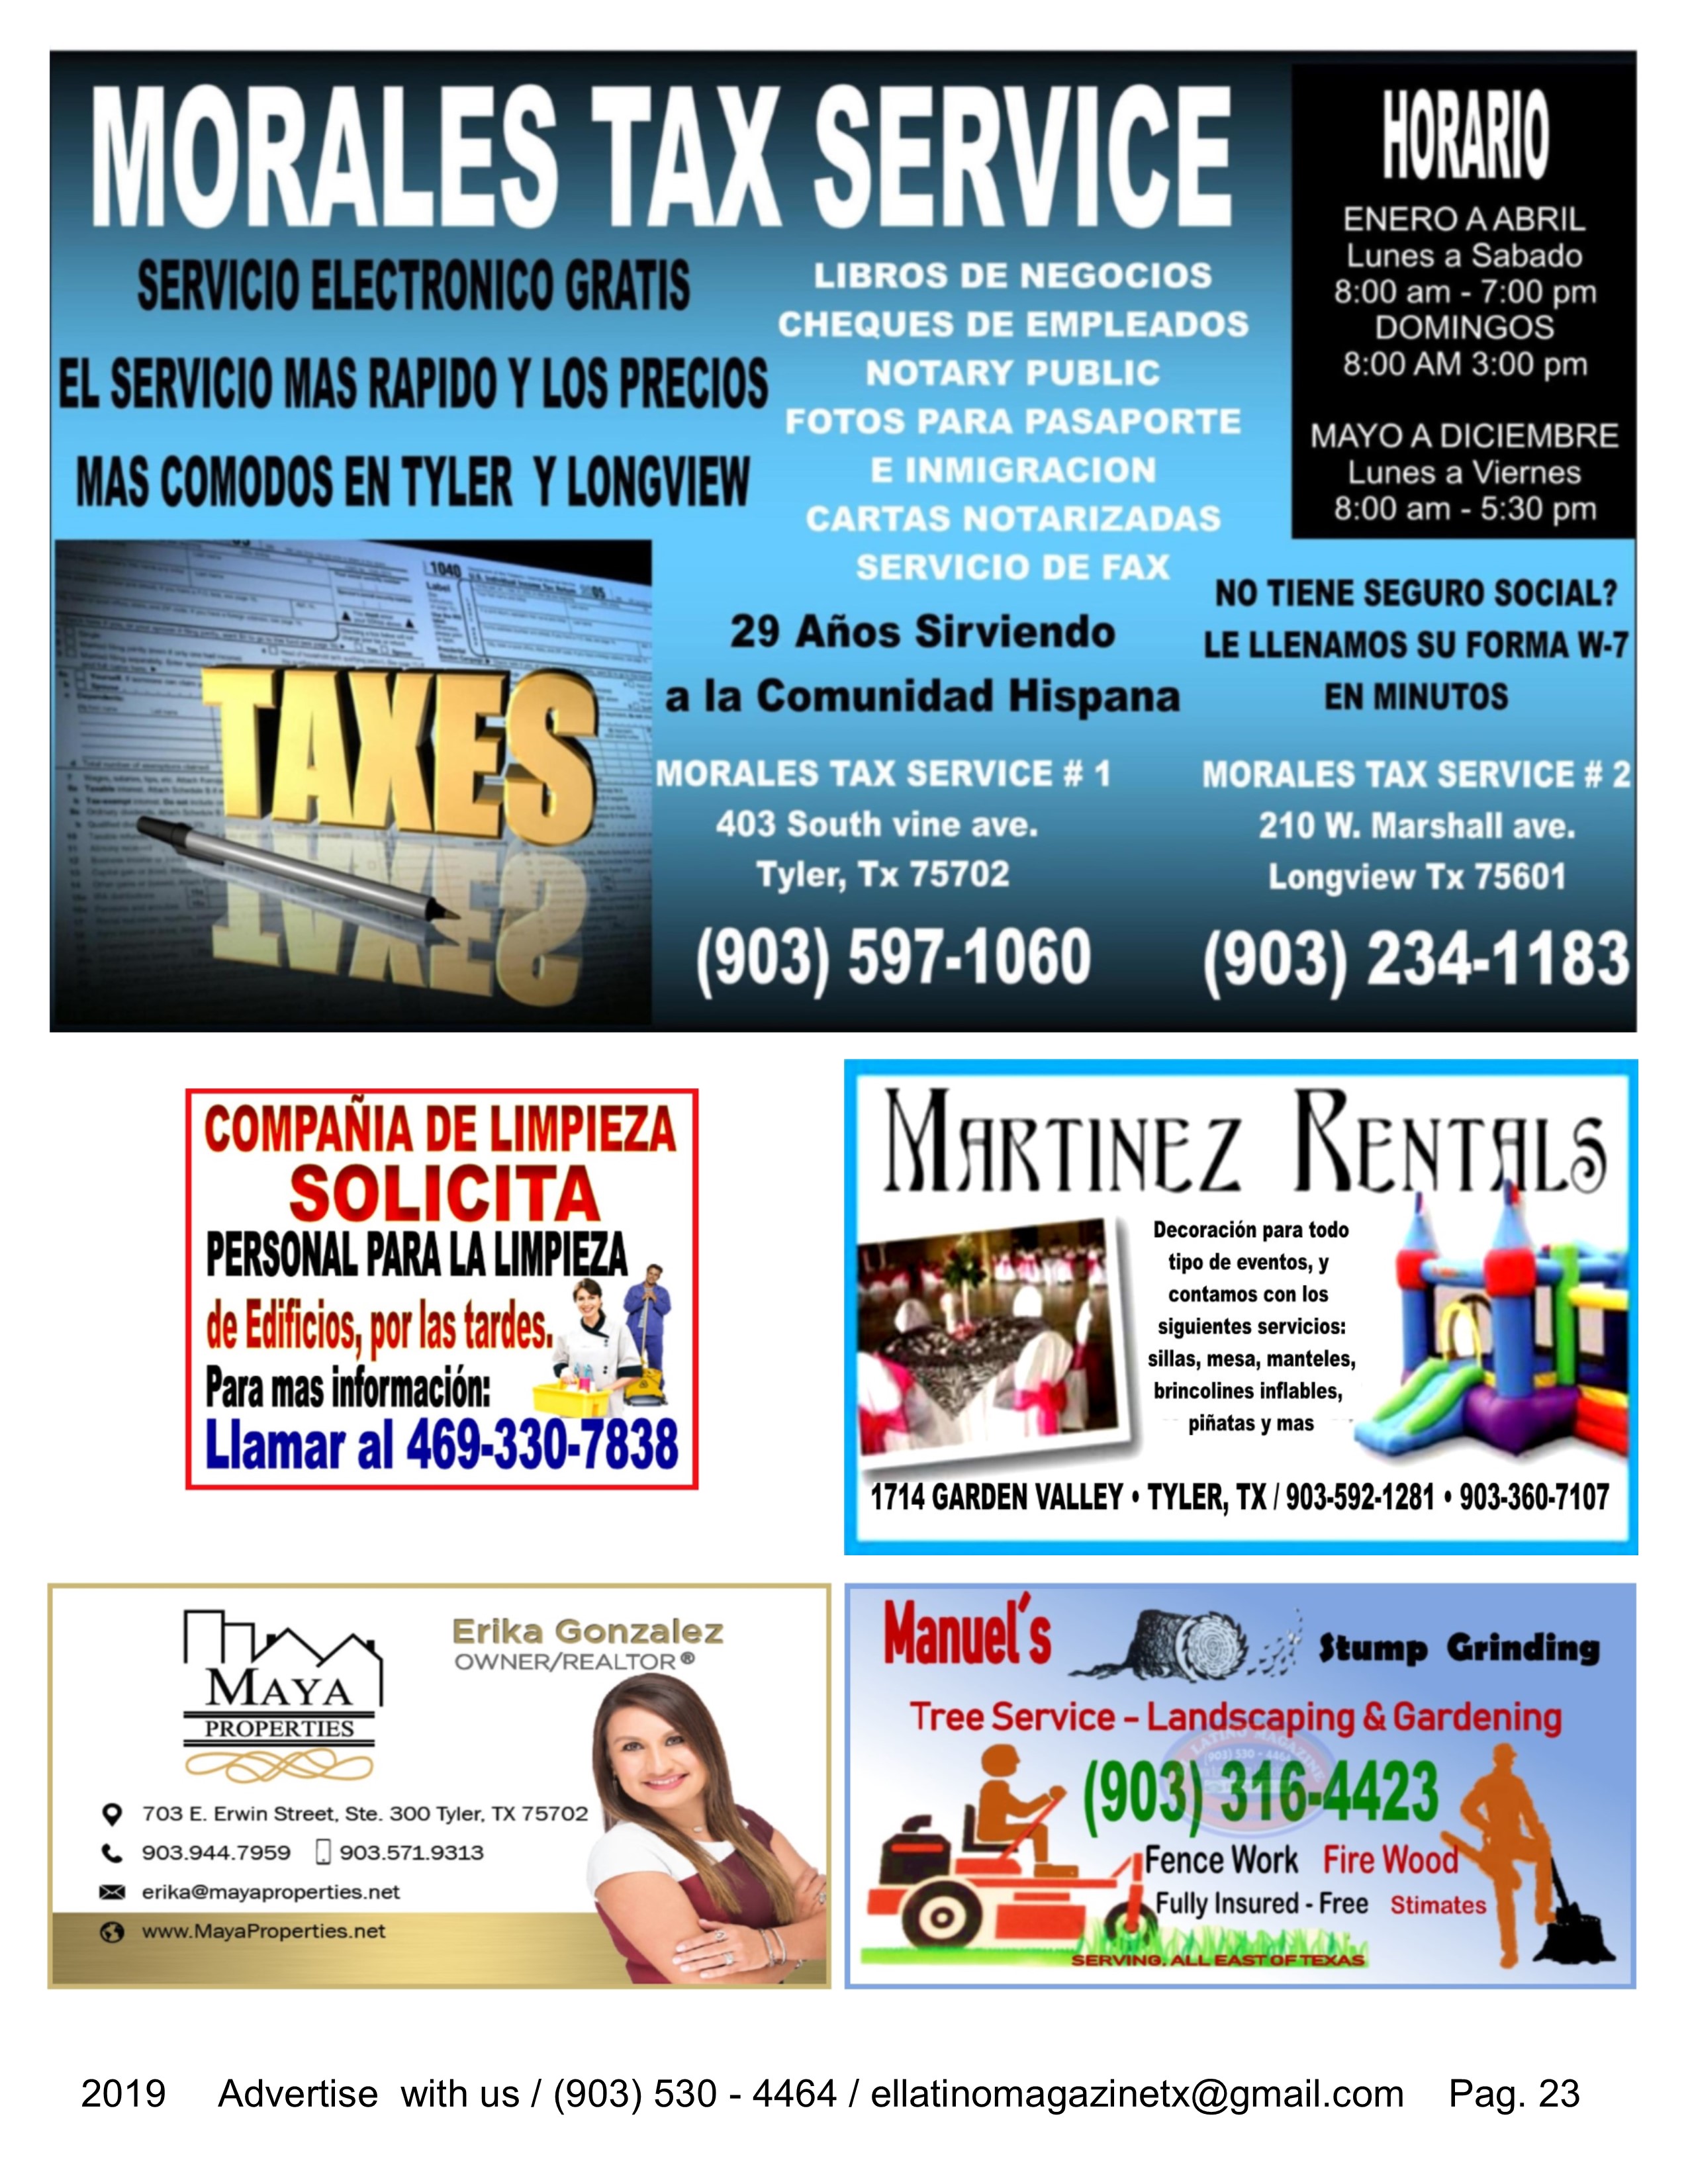 MORALES TAX SERVICE
SERVICIO ELECTRONICO GRATIS
EL SERVICIO MAS RAPIDO Y LOS PRECIOS
MAS COMODOS EN TYLER Y LONGVIEW
LIBROS DE NEGOCIOS
CHEQUES DE EMPLEADOS
NOTARY PUBLIC
FOTOS PARA PASAPORTE
E INMIGRACION
CARTAS NOTARIZADAS
SERVICIO DE FAX
HORARIO
ENERO A ABRIL
Lunes a Sabado
8:00 am - 7:00 pm
DOMINGOS
8:00 AM 3:00 pm
MAYO A DICIEMBRE
Lunes a Viernes
8:00 am - 5:30 pm
1040
TAXES
29 Años Sirviendo
a la Comunidad Hispana
NO TIENE SEGURO SOCIAL?
LE LLENAMOS SU FORMA W-7
EN MINUTOS
MORALES TAX SERVICE # 1
403 South vine ave.
Tyler, Tx 75702
(903) 597-1060
MORALES TAX SERVICE # 2
210 W. Marshall ave.
Longview Tx 75601
(903) 234-1183
COMPAÑIA DE LIMPIEZA
SOLICITA
PERSONAL PARA LA LIMPIEZA
de Edificios, por las tardes.
Para mas información:
Llamar al 469-330-7838
MARTINEZ RENTALS
Decoración para todo
tipo de eventos, y
contamos con los
siguientes servicios:
sillas, mesa, manteles,
brincolines inflables,
piñatas y mas
1714 GARDEN VALLEY • TYLER, TX / 903-592-1281 • 903-360-7107
MAYA
PROPERTIES
Erika Gonzalez
OWNER/REALTOR®
703 E. Erwin Street, Ste. 300 Tyler, TX 75702
903.944.7959 903.571.9313
erika@mayaproperties.net
www.MayaProperties.net
Manuel's Stump Grinding
Tree Service - Landscaping & Gardening
(903) 316-4423
LATINO MAGAZINE
(903) 530 - 4464
Fence Work Fire Wood
Fully Insured - Free Stimates
SERVING. ALL EAST OF TEXAS
2019 Advertise with us / (903) 530 - 4464 / ellatinomagazinetx@gmail.com Pag. 23